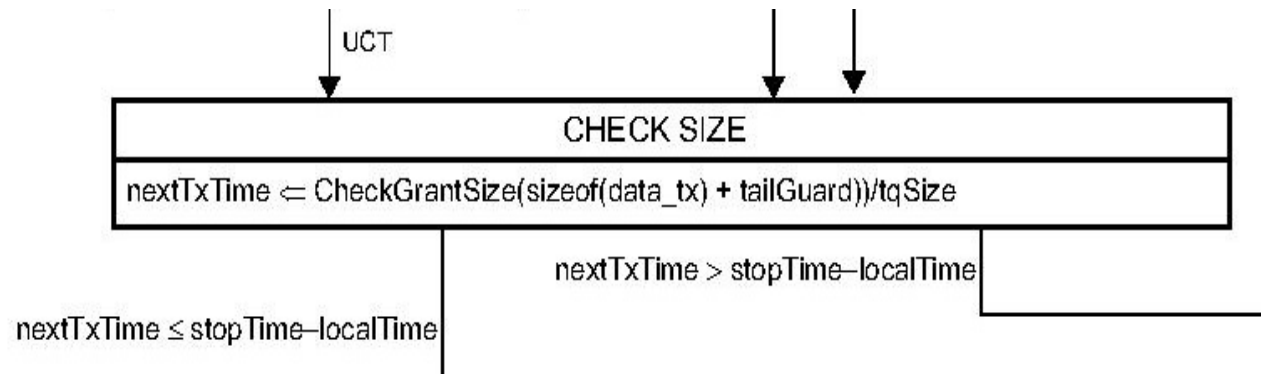 UCT
CHECK SIZE
nextTxTime ⇐ CheckGrantSize(sizeof(data_tx) + tailGuard))/tqSize
nextTxTime > stopTime–localTime
nextTxTime ≤ stopTime–localTime